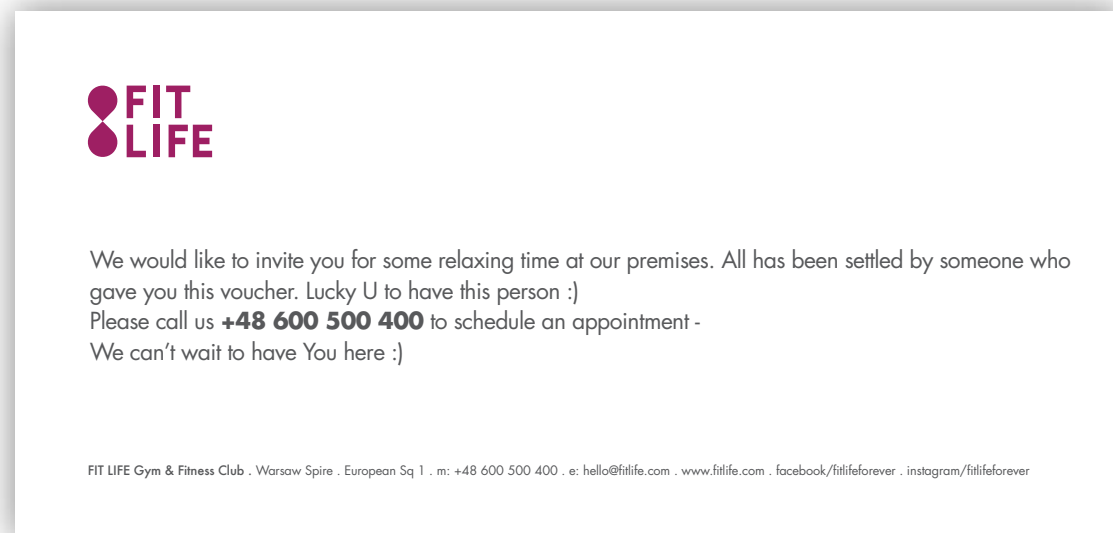 FIT
LIFE
We would like to invite you for some relaxing time at our premises. All has been settled by someone who
gave you this voucher. Lucky U to have this person :)
Please call us +48 600 500 400 to schedule an appointment -
We can't wait to have You here :)
FIT LIFE Gym & Fitness Club . Warsaw Spire . European Sq 1 . m: +48 600 500 400 . e: hello@fitlife.com . www.fitlife.com . facebook/fitlifeforever . instagram/fitlifeforever